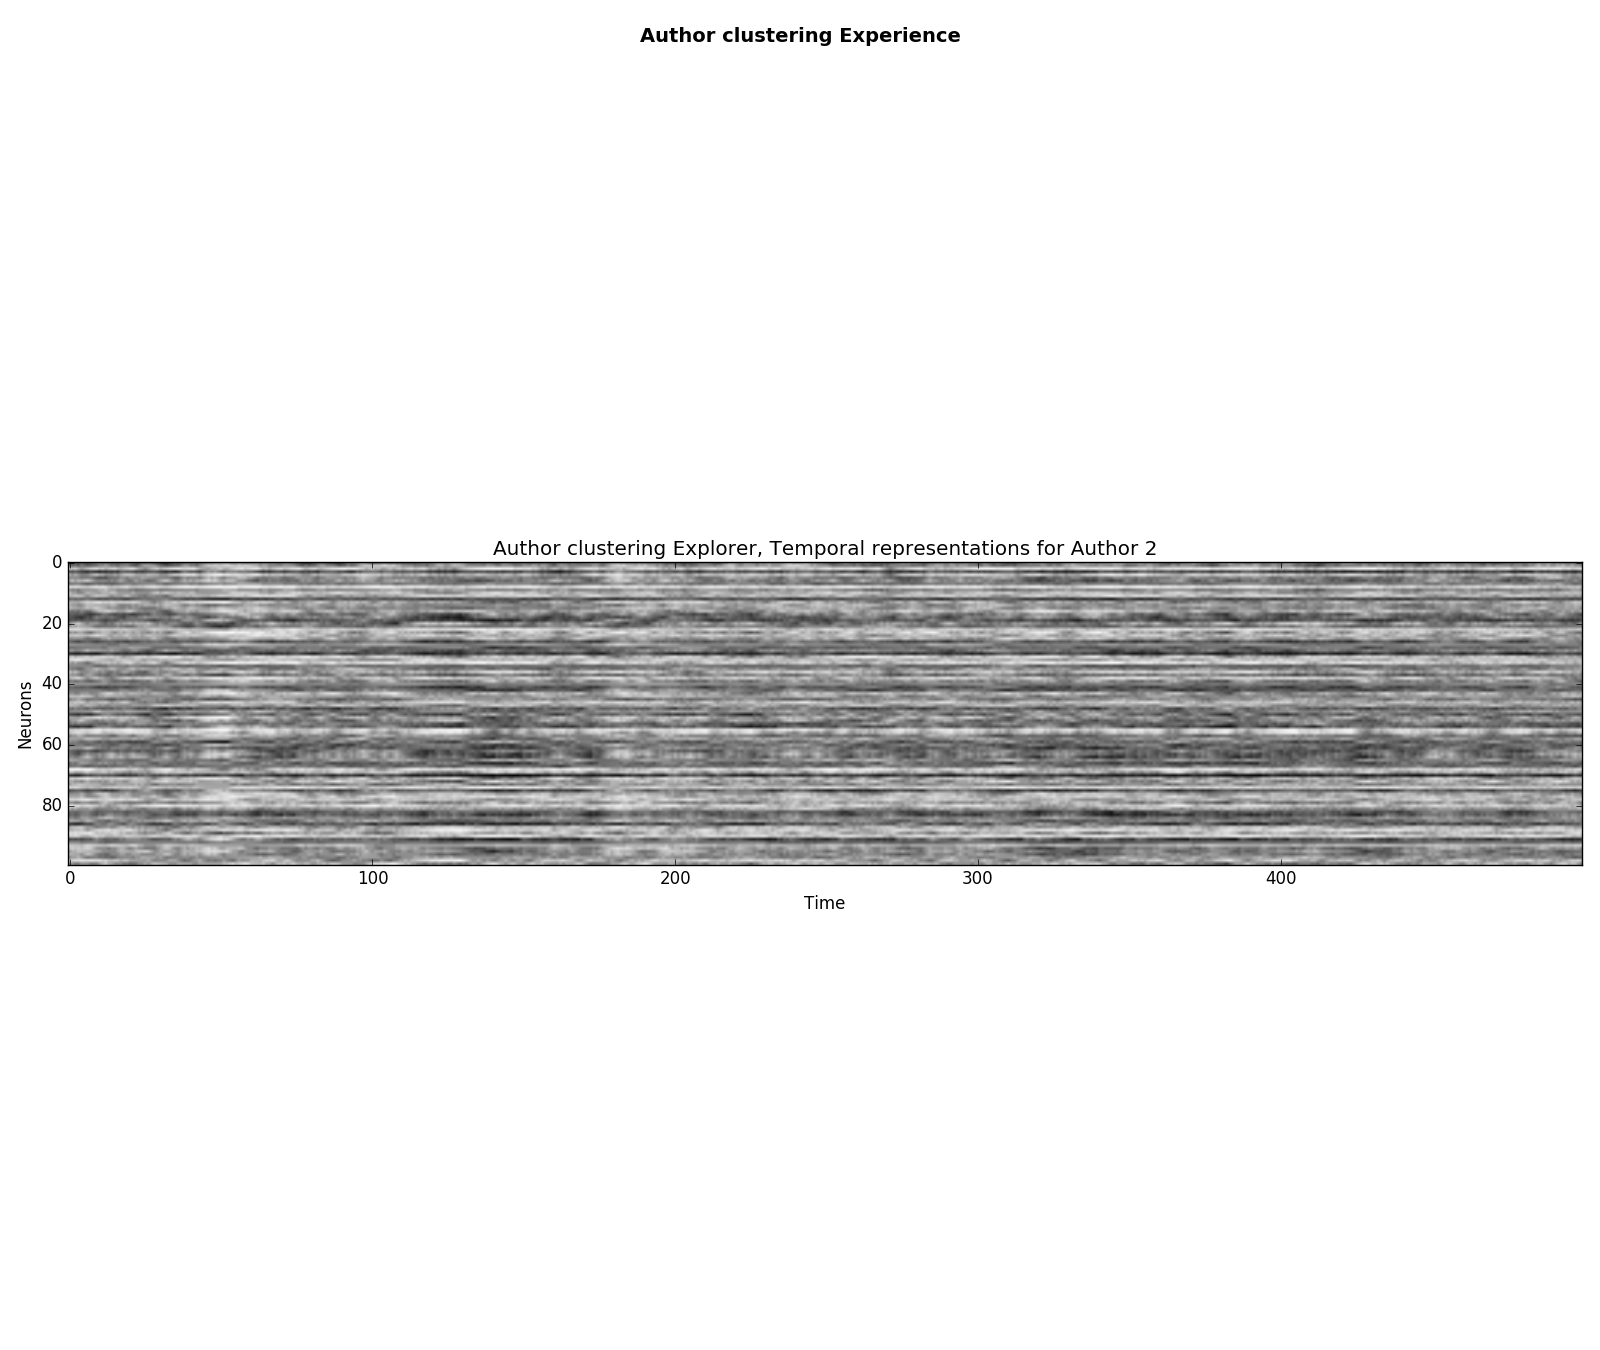 Author clustering Experience
Author clustering Explorer, Temporal representations for Author 2
0
20
40
60
80
Neurons
0 100 200 300 400
Time